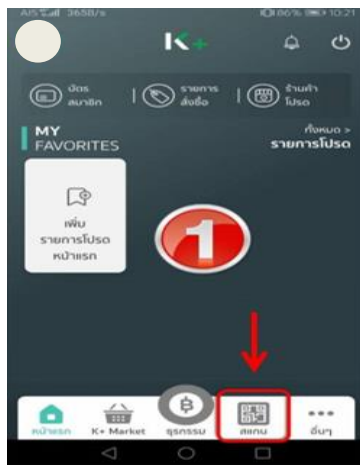 AIS 365B/s 86% 10:21
K+
บัตร
สมาชิก
รายการ
สั่งซื้อ
ร้านค้า
โปรด
MY
FAVORITES
ทั้งหมด >
รายการโปรด
เพิ่ม
รายการโปรด
หน้าแรก
1
หน้าแรก
K+ Market
ธุรกรรม
สแกน
อื่นๆ